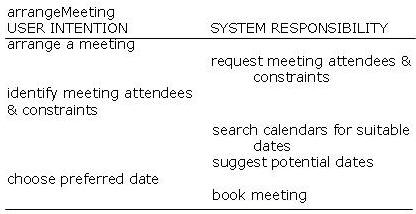 arrangeMeeting
USER INTENTION SYSTEM RESPONSIBILITY
arrange a meeting
request meeting attendees &
constraints
identify meeting attendees
& constraints
search calendars for suitable
dates
suggest potential dates
choose preferred date
book meeting